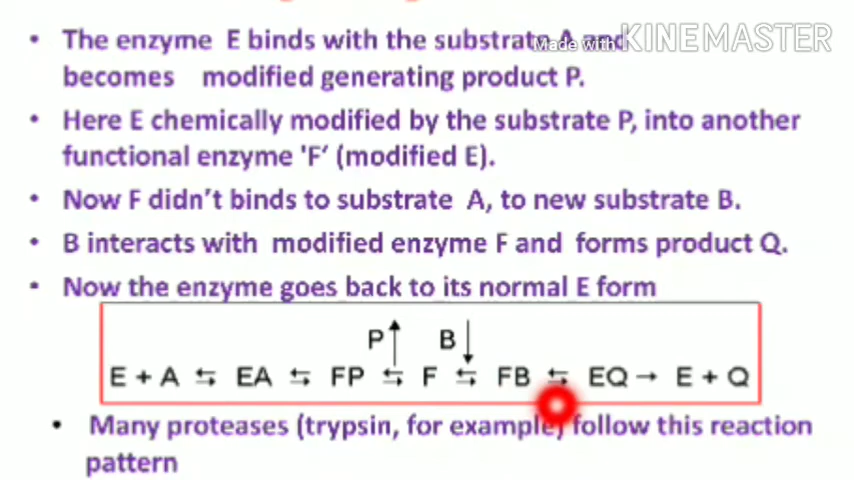 Made with KINEMASTER
• The enzyme E binds with the substrate A and
becomes modified generating product P.
• Here E chemically modified by the substrate P, into another
functional enzyme 'F‘ (modified E).
• Now F didn’t binds to substrate A, to new substrate B.
• B interacts with modified enzyme F and forms product Q.
• Now the enzyme goes back to its normal E form
P↑ B↓
E + A ⇆ EA ⇆ FP ⇆ F ⇆ FB ⇆ EQ → E + Q
• Many proteases (trypsin, for example) follow this reaction
pattern